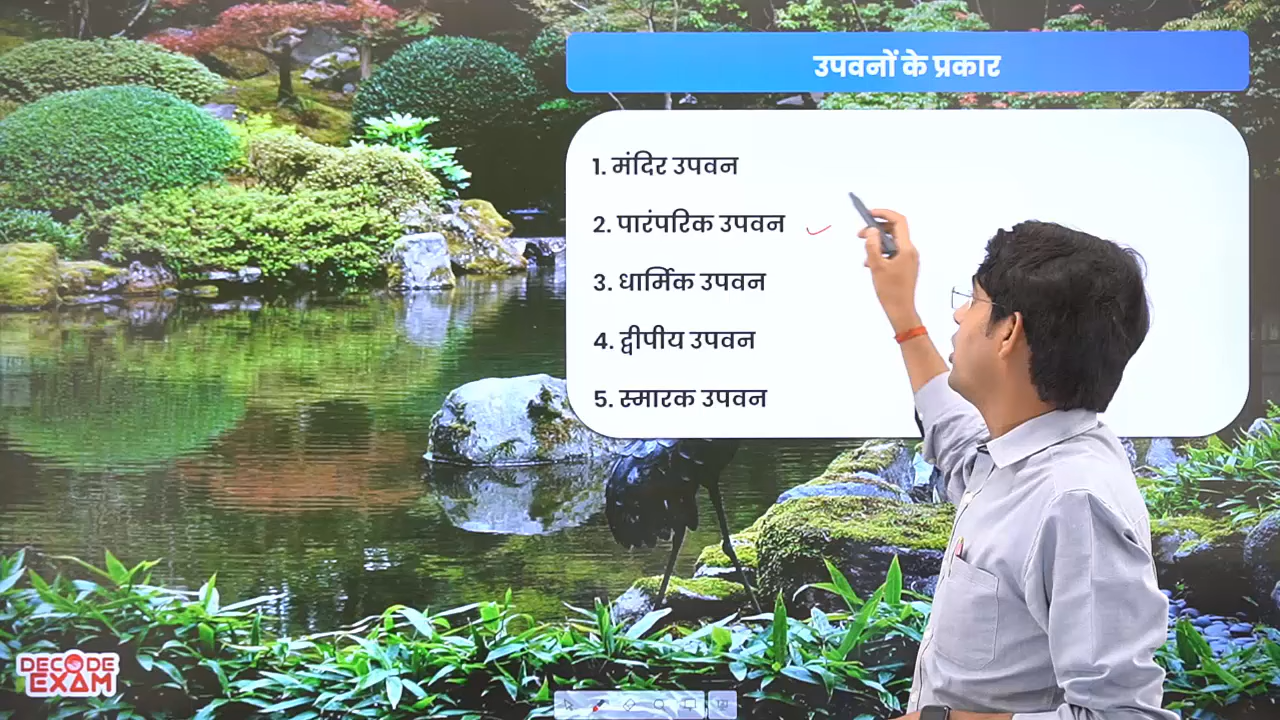 उपवनों के प्रकार
1. मंदिर उपवन
2. पारंपरिक उपवन
3. धार्मिक उपवन
4. द्वीपीय उपवन
5. स्मारक उपवन
DECODE
EXAM